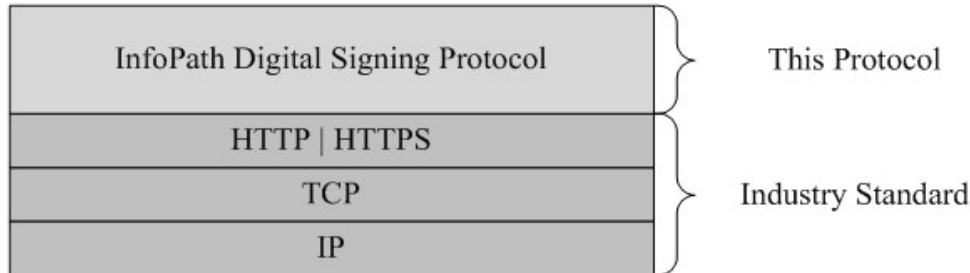 InfoPath Digital Signing Protocol
This Protocol
HTTP | HTTPS
TCP
Industry Standard
IP